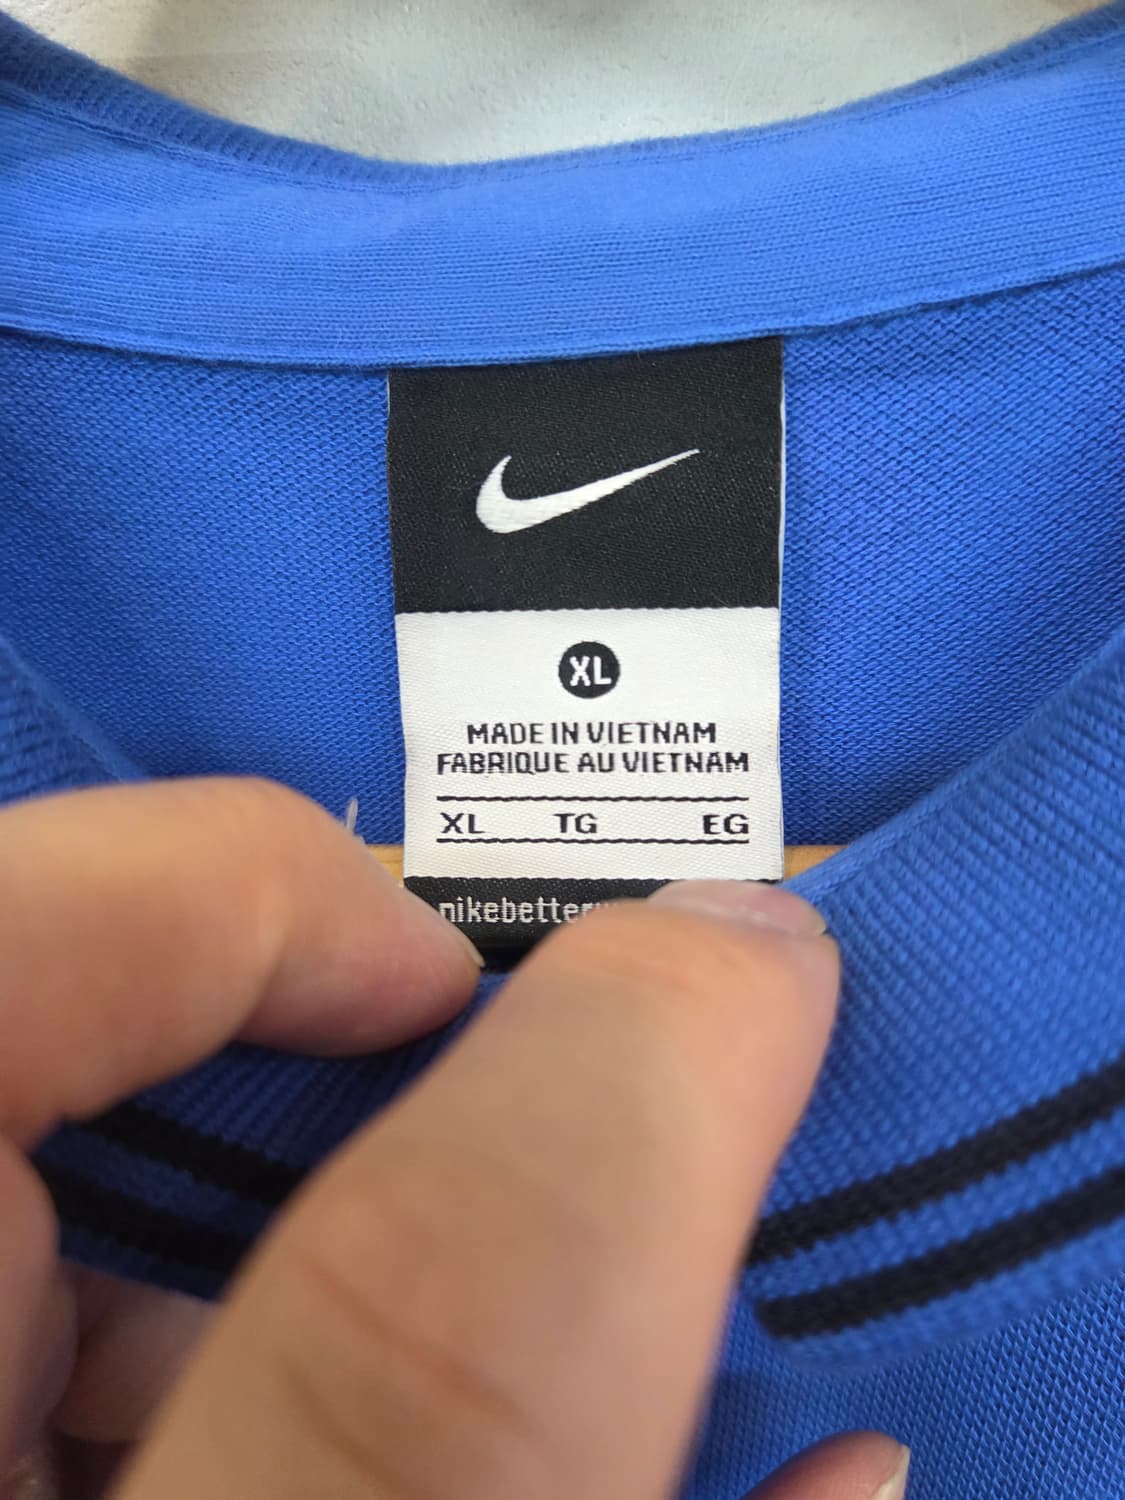 XL
MADE IN VIETNAM
FABRIQUE AU VIETNAM
XL TG EG